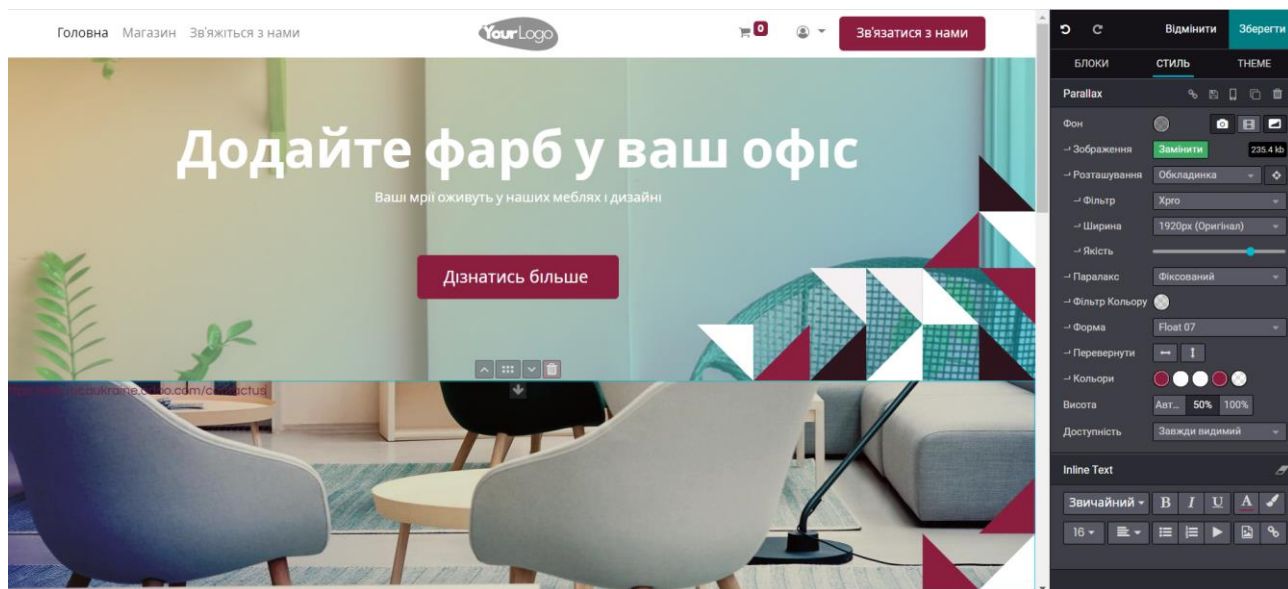 Головна Магазин Зв'яжіться з нами
YourLogo
0
Зв'язатися з нами
Відмінити Зберегти
БЛОКИ СТИЛЬ THEME
Parallax
Фон
Зображення Замінити 235.4 kb
Розташування Обкладинка
Фільтр Xpro
Ширина 1920px (Оригінал)
Якість
Паралакс Фіксований
Фільтр Кольору
Форма Float 07
Перевернути
Кольори
Висота Авт... 50% 100%
Доступність Завжди видимий
Inline Text
Звичайний B I U A
16
Додайте фарб у ваш офіс
Ваші мрії оживуть у наших меблях і дизайні
Дізнатись більше